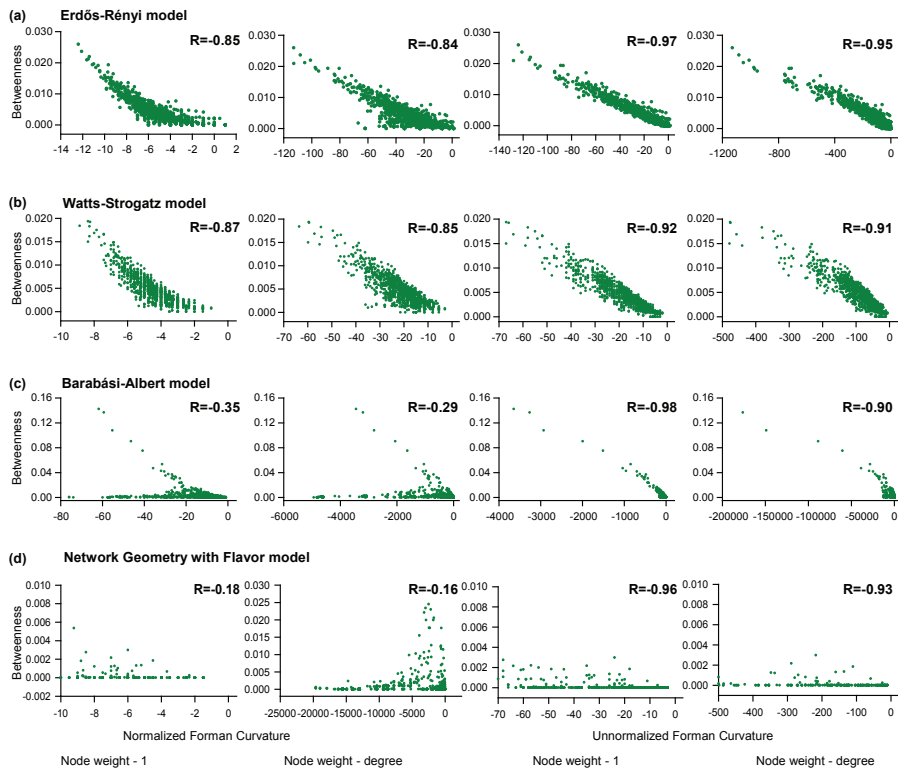 (a) Erdős-Rényi model
R=-0.85 R=-0.84 R=-0.97 R=-0.95
Betweenness
0.030 0.030 0.030 0.030
0.020 0.020 0.020 0.020
0.010 0.010 0.010 0.010
0.000 0.000 0.000 0.000
-14 -12 -10 -8 -6 -4 -2 0 2 -120 -100 -80 -60 -40 -20 0 -140 -120 -100 -80 -60 -40 -20 0 -1200 -800 -400 0
(b) Watts-Strogatz model
R=-0.87 R=-0.85 R=-0.92 R=-0.91
Betweenness
0.020 0.020 0.020 0.020
0.015 0.015 0.015 0.015
0.010 0.010 0.010 0.010
0.005 0.005 0.005 0.005
0.000 0.000 0.000 0.000
-10 -8 -6 -4 -2 0 -70 -60 -50 -40 -30 -20 -10 0 -70 -60 -50 -40 -30 -20 -10 0 -500 -400 -300 -200 -100 0
(c) Barabási-Albert model
R=-0.35 R=-0.29 R=-0.98 R=-0.90
Betweenness
0.16 0.16 0.16 0.16
0.12 0.12 0.12 0.12
0.08 0.08 0.08 0.08
0.04 0.04 0.04 0.04
0.00 0.00 0.00 0.00
-80 -60 -40 -20 0 -6000 -4000 -2000 0 -4000 -3000 -2000 -1000 0 -200000 -150000 -100000 -50000 0
(d) Network Geometry with Flavor model
R=-0.18 R=-0.16 R=-0.96 R=-0.93
Betweenness
0.010 0.030 0.010 0.010
0.008 0.025 0.008 0.008
0.006 0.020 0.006 0.006
0.004 0.015 0.004 0.004
0.002 0.010 0.002 0.002
0.000 0.005 0.000 0.000
-0.002 0.000 -0.002 -0.002
-10 -8 -6 -4 -2 0 -25000 -20000 -15000 -10000 -5000 0 -70 -60 -50 -40 -30 -20 -10 0 -500 -400 -300 -200 -100 0
Normalized Forman Curvature Unnormalized Forman Curvature
Node weight - 1 Node weight - degree Node weight - 1 Node weight - degree